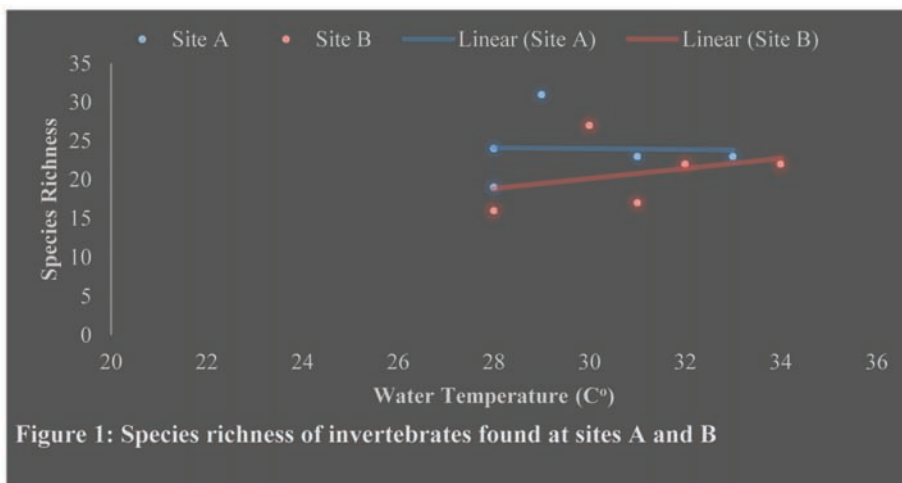 Site A Site B Linear (Site A) Linear (Site B)
35
30
25
20
15
10
5
0
Species Richness
20 22 24 26 28 30 32 34 36
Water Temperature (Cº)
Figure 1: Species richness of invertebrates found at sites A and B